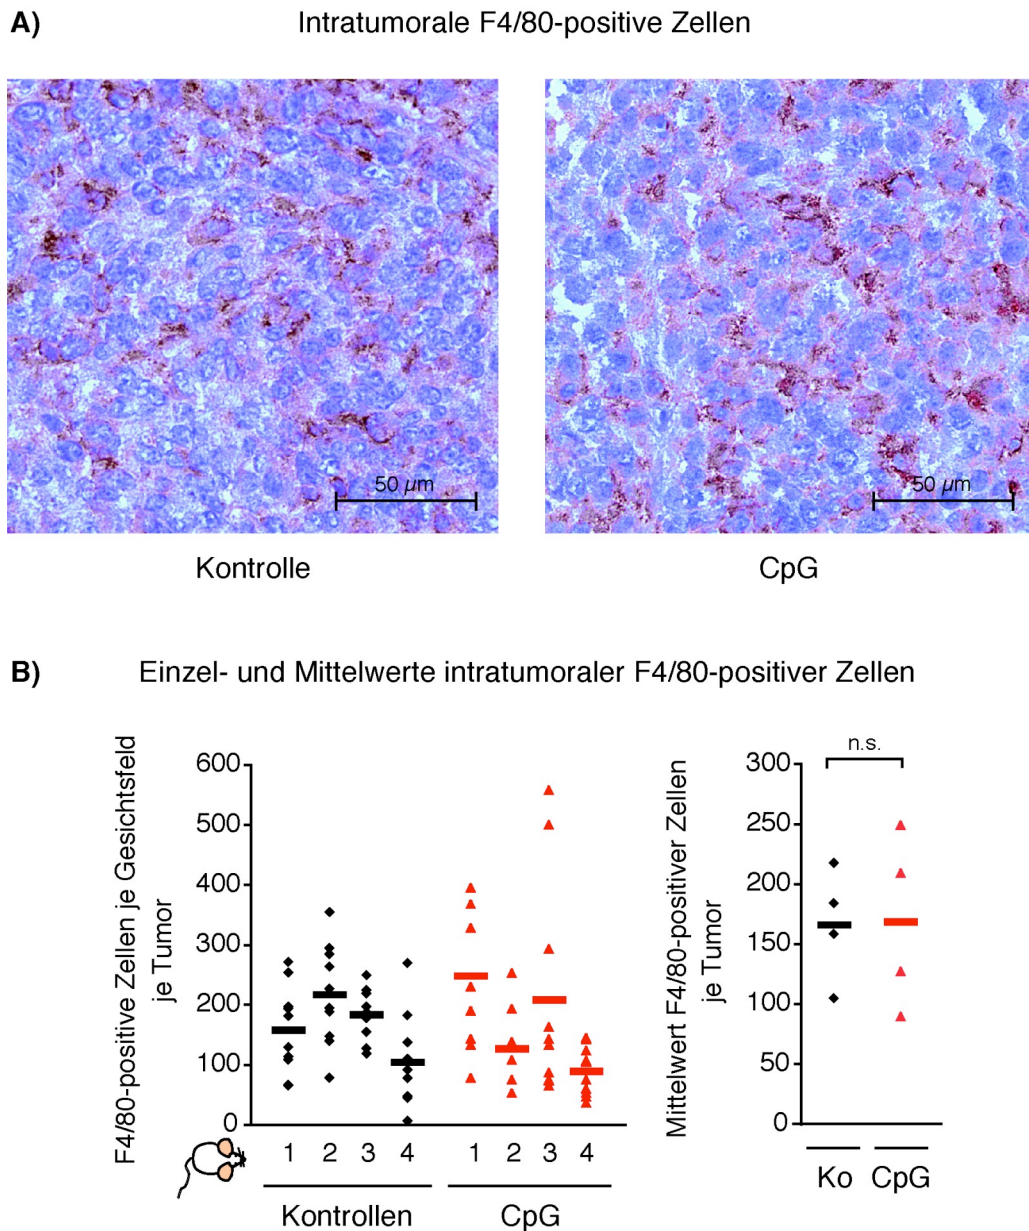 A) Intratumorale F4/80-positive Zellen
50 µm
50 µm
Kontrolle
CpG
B) Einzel- und Mittelwerte intratumoraler F4/80-positiver Zellen
F4/80-positive Zellen je Gesichtsfeld
je Tumor
600
500
400
300
200
100
0
1 2 3 4 1 2 3 4
Kontrollen CpG
Mittelwert F4/80-positiver Zellen
je Tumor
n.s.
300
250
200
150
100
50
0
Ko CpG